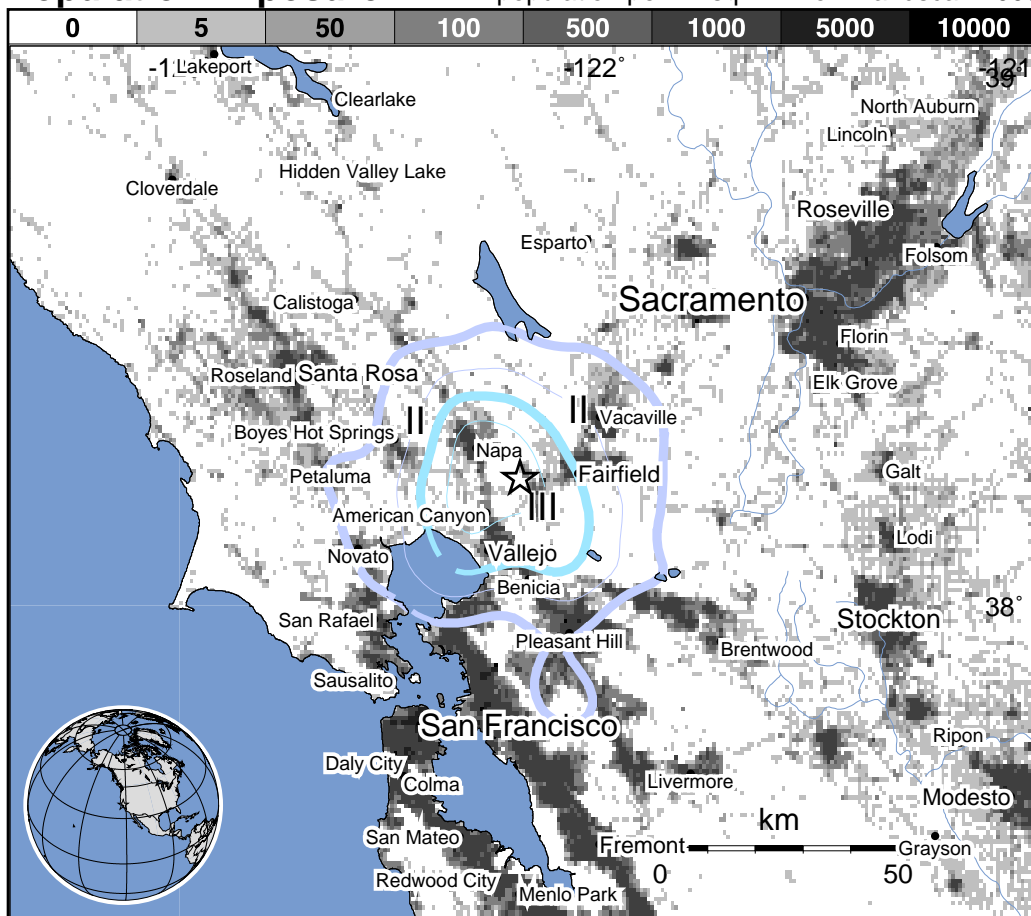 0 5 50 100 500 1000 5000 10000
Lakeport
-122°
39°
Clearlake
North Auburn
Lincoln
Hidden Valley Lake
Cloverdale
Roseville
Esparto
Folsom
Calistoga
Sacramento
Florin
Roseland
Santa Rosa
Elk Grove
II
II
Vacaville
Boyes Hot Springs
Napa
Petaluma
Fairfield
Galt
III
American Canyon
Lodi
Novato
Vallejo
Benicia
38°
San Rafael
Stockton
Pleasant Hill
Brentwood
Sausalito
San Francisco
Ripon
Daly City
Colma
Livermore
Modesto
km
San Mateo
Fremont
Grayson
Redwood City
0 50
Menlo Park